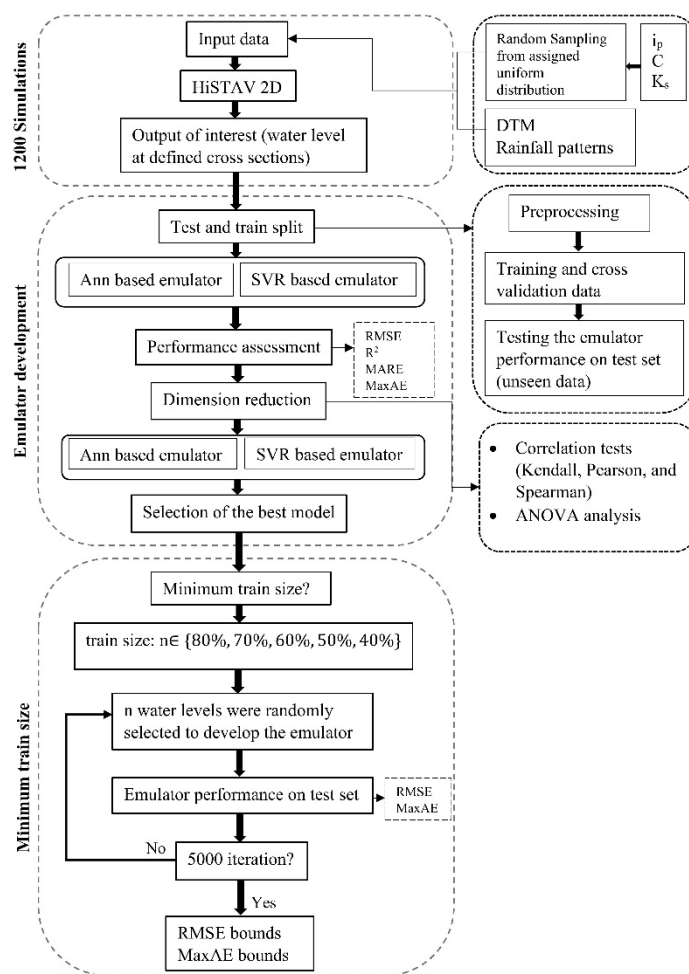 1200 Simulations
Input data
HiSTAV 2D
Output of interest (water level
at defined cross sections)
Random Sampling
from assigned
uniform
distribution
i_p
C
K_s
DTM
Rainfall patterns
Emulator development
Test and train split
Ann based emulator
SVR based emulator
Performance assessment
RMSE
R²
MARE
MaxAE
Dimension reduction
Ann based emulator
SVR based emulator
Selection of the best model
Preprocessing
Training and cross
validation data
Testing the emulator
performance on test set
(unseen data)
• Correlation tests
(Kendall, Pearson, and
Spearman)
• ANOVA analysis
Minimum train size
Minimum train size?
train size: n∈ {80%, 70%, 60%, 50%, 40%}
n water levels were randomly
selected to develop the emulator
Emulator performance on test set
RMSE
MaxAE
No
5000 iteration?
Yes
RMSE bounds
MaxAE bounds